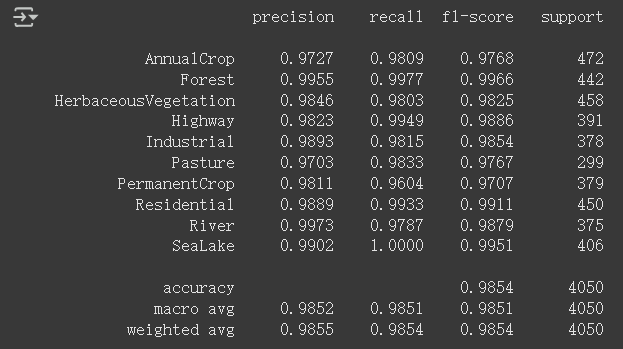 precision recall f1-score support
AnnualCrop 0.9727 0.9809 0.9768 472
Forest 0.9955 0.9977 0.9966 442
HerbaceousVegetation 0.9846 0.9803 0.9825 458
Highway 0.9823 0.9949 0.9886 391
Industrial 0.9893 0.9815 0.9854 378
Pasture 0.9703 0.9833 0.9767 299
PermanentCrop 0.9811 0.9604 0.9707 379
Residential 0.9889 0.9933 0.9911 450
River 0.9973 0.9787 0.9879 375
SeaLake 0.9902 1.0000 0.9951 406
accuracy 0.9854 4050
macro avg 0.9852 0.9851 0.9851 4050
weighted avg 0.9855 0.9854 0.9854 4050